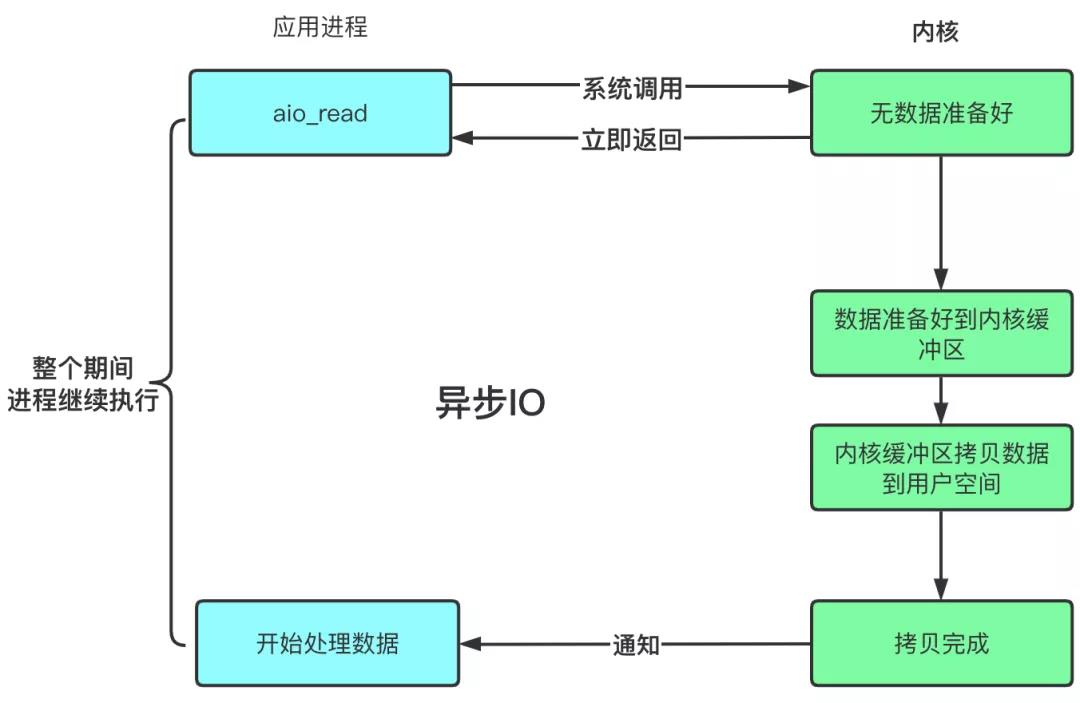 应用进程
内核
aio_read
系统调用
立即返回
无数据准备好
数据准备好到内核缓
冲区
整个期间
进程继续执行
异步IO
内核缓冲区拷贝数据
到用户空间
开始处理数据
通知
拷贝完成